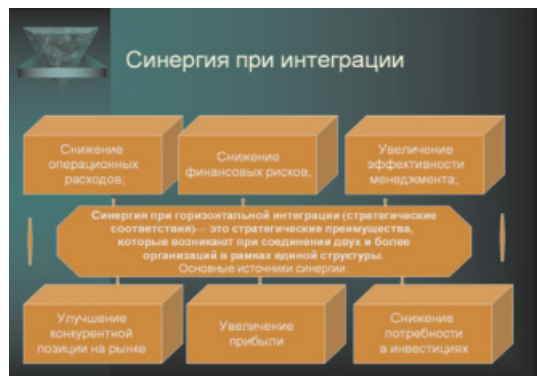 Синергия при интеграции
Снижение
операционных
расходов;
Снижение
финансовых рисков;
Увеличение
эффективности
менеджмента;
Синергия при горизонтальной интеграции (стратегические
соответствия)— это стратегические преимущества,
которые возникают при соединении двух и более
организаций в рамках единой структуры.
Основные источники синергии:
Улучшение
конкурентной
позиции на рынке
Увеличение
прибыли
Снижение
потребности
в инвестициях